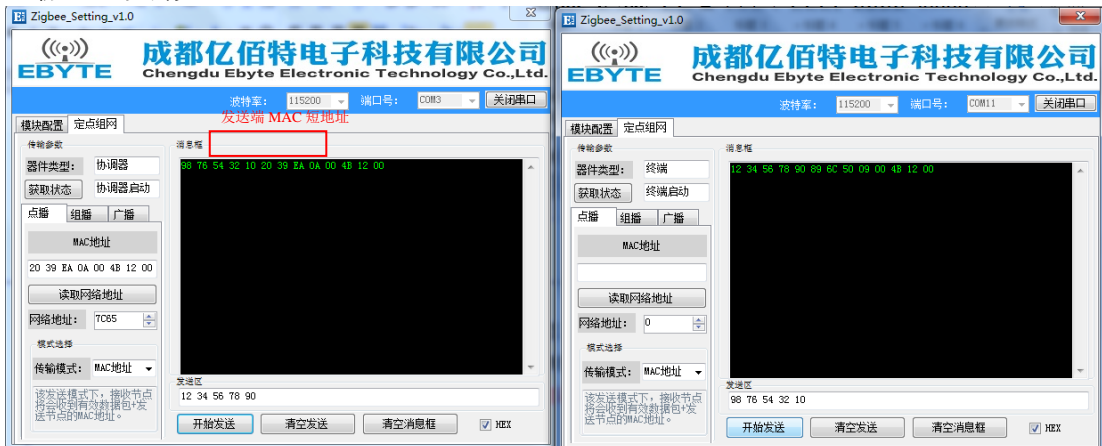 Zigbee_Setting_v1.0
EBYTE
成都亿佰特电子科技有限公司
Chengdu Ebyte Electronic Technology Co.,Ltd.
波特率: 115200 端口号: COM3 关闭串口
发送端 MAC 短地址
模块配置 定点组网
传输参数
器件类型: 协调器
获取状态 协调器启动
点播 组播 广播
MAC地址
20 39 EA 0A 00 4B 12 00
读取网络地址
网络地址: 7C65
模式选择
传输模式: MAC地址
该发送模式下，接收节点
将会收到有效数据包+发
送节点的MAC地址。
消息框
98 76 54 32 10 20 39 EA 0A 00 4B 12 00
发送区
12 34 56 78 90
开始发送 清空发送 清空消息框 HEX
Zigbee_Setting_v1.0
EBYTE
成都亿佰特电子科技有限公司
Chengdu Ebyte Electronic Technology Co.,Ltd.
波特率: 115200 端口号: COM11 关闭串口
模块配置 定点组网
传输参数
器件类型: 终端
获取状态 终端启动
点播 组播 广播
MAC地址
读取网络地址
网络地址: 0
模式选择
传输模式: MAC地址
该发送模式下，接收节点
将会收到有效数据包+发
送节点的MAC地址。
消息框
12 34 56 78 90 89 6C 50 09 00 4B 12 00
发送区
98 76 54 32 10
开始发送 清空发送 清空消息框 HEX